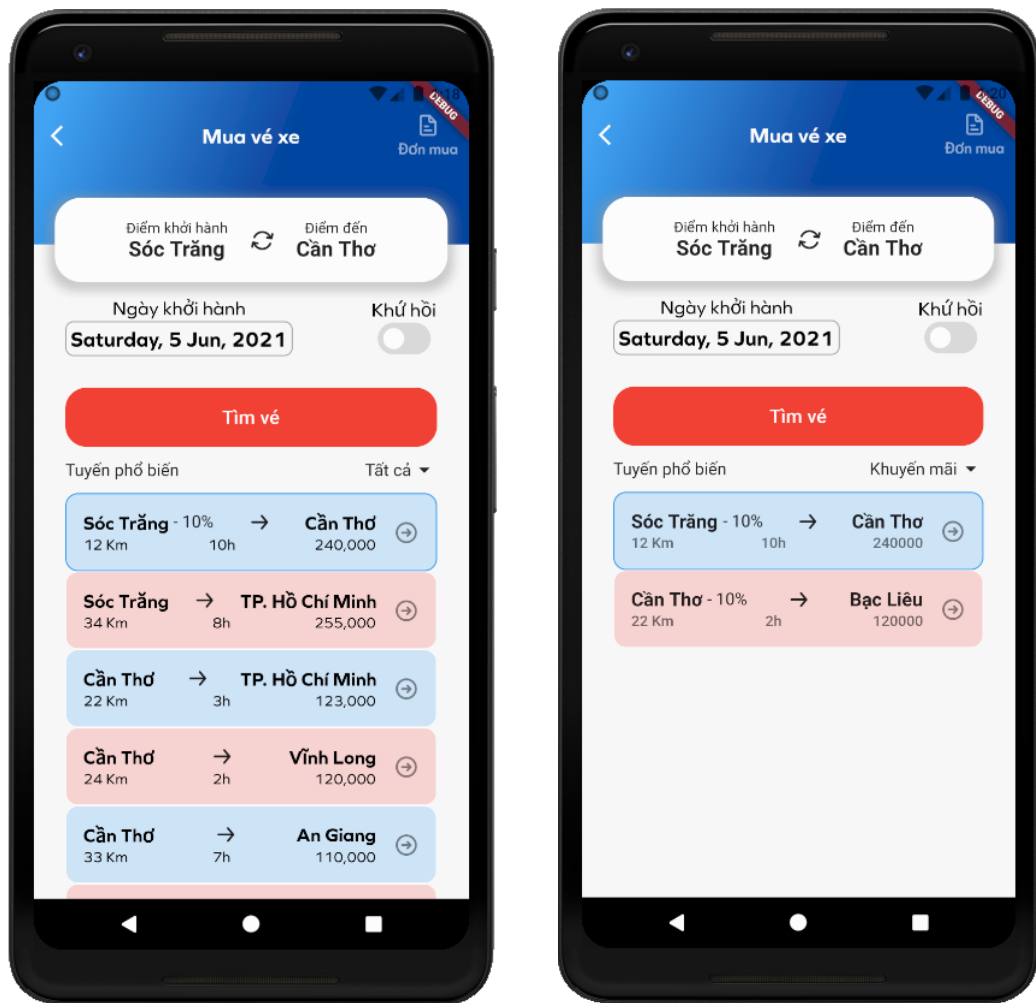 :18
DEBUG
Mua vé xe
Đơn mua
Điểm khởi hành
Điểm đến
Sóc Trăng
Cần Thơ
Ngày khởi hành
Khứ hồi
Saturday, 5 Jun, 2021
Tìm vé
Tuyến phổ biến
Tất cả
Sóc Trăng - 10% → Cần Thơ
12 Km 10h 240,000
Sóc Trăng → TP. Hồ Chí Minh
34 Km 8h 255,000
Cần Thơ → TP. Hồ Chí Minh
22 Km 3h 123,000
Cần Thơ → Vĩnh Long
24 Km 2h 120,000
Cần Thơ → An Giang
33 Km 7h 110,000
:20
DEBUG
Mua vé xe
Đơn mua
Điểm khởi hành
Điểm đến
Sóc Trăng
Cần Thơ
Ngày khởi hành
Khứ hồi
Saturday, 5 Jun, 2021
Tìm vé
Tuyến phổ biến
Khuyến mãi
Sóc Trăng - 10% → Cần Thơ
12 Km 10h 240000
Cần Thơ - 10% → Bạc Liêu
22 Km 2h 120000